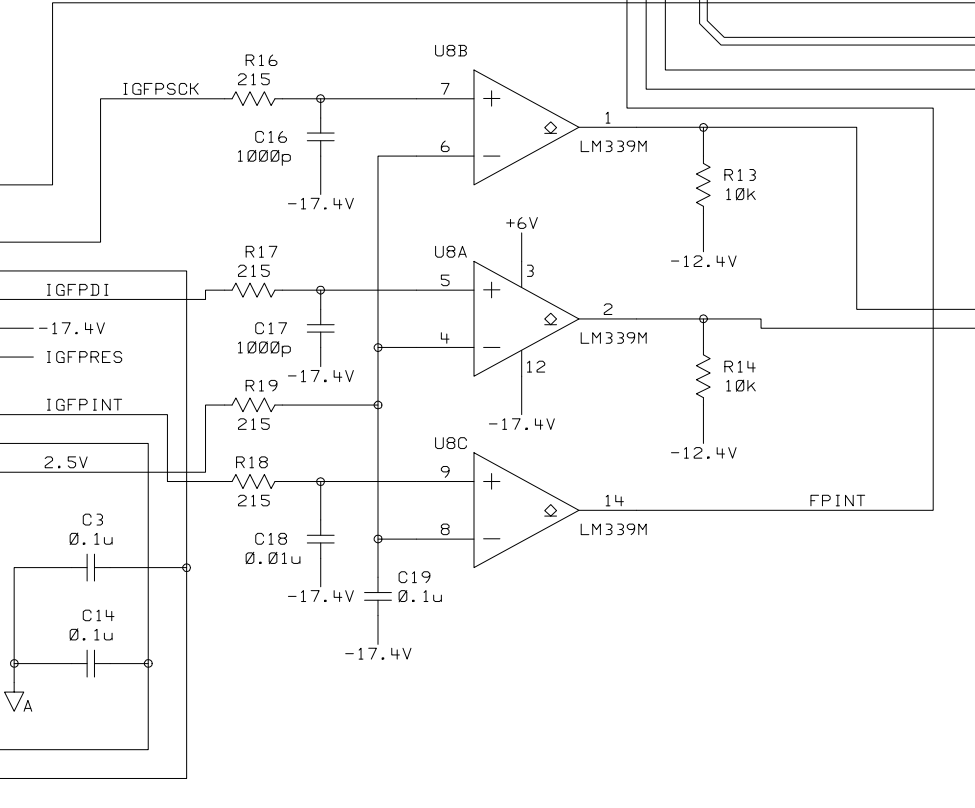 U8B
R16
215
IGFPSCK
7
+
1
C16
1000p
6
−
LM339M
-17.4V
R13
10k
+6V
-12.4V
R17
215
U8A
3
IGFPDI
5
+
2
-17.4V
C17
1000p
4
−
LM339M
IGFPRES
-17.4V
12
R14
10k
R19
215
IGFPINT
-17.4V
U8C
-12.4V
2.5V
R18
215
9
+
14
FPINT
C3
0.1u
C18
0.01u
8
−
LM339M
-17.4V
C19
0.1u
C14
0.1u
-17.4V
A